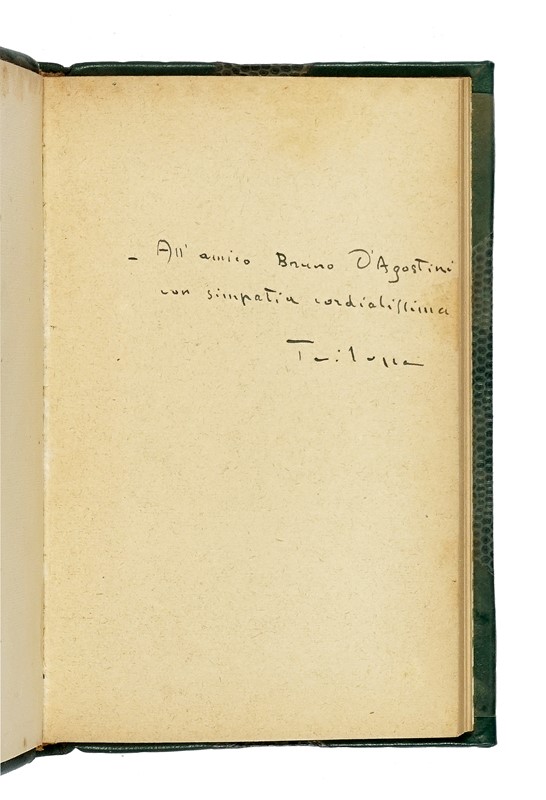 - All' amico Bruno D'Agostini
con simpatia cordialissima
Trilussa